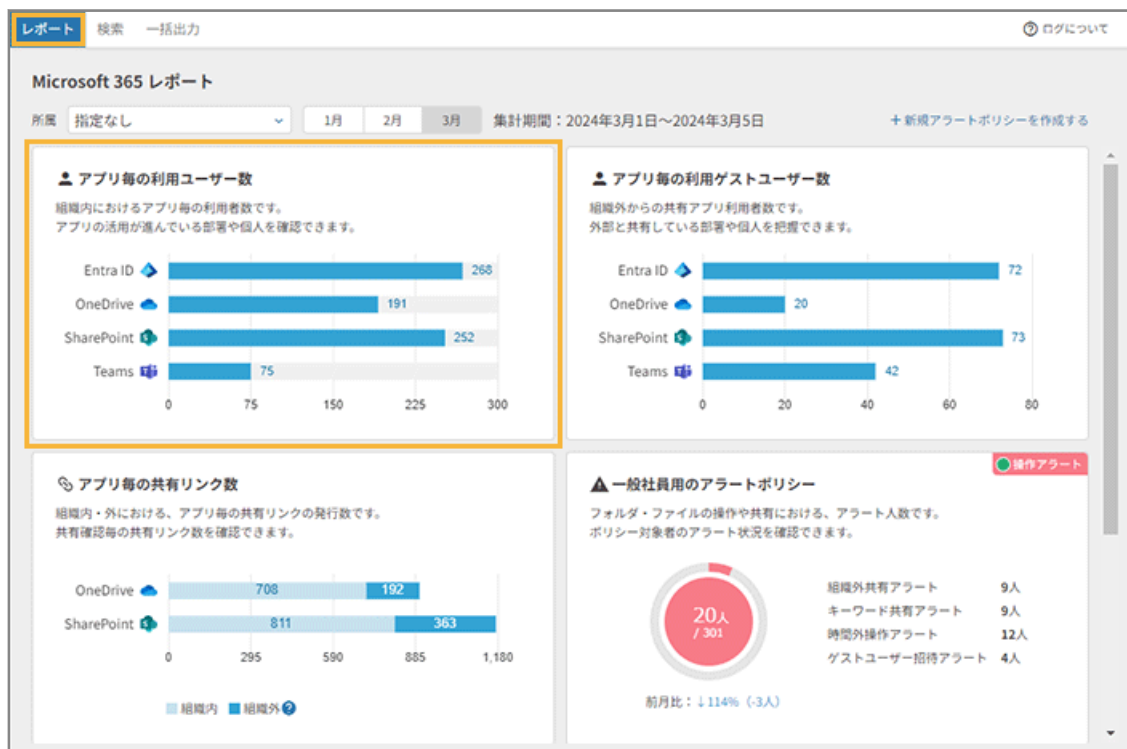 レポート 検索 一括出力 ログについて
Microsoft 365 レポート
所属 指定なし 1月 2月 3月 集計期間：2024年3月1日～2024年3月5日 +新規アラートポリシーを作成する
アプリ毎の利用ユーザー数
組織内におけるアプリ毎の利用者数です。
アプリの活用が進んでいる部署や個人を確認できます。
Entra ID 268
OneDrive 191
SharePoint 252
Teams 75
0 75 150 225 300
アプリ毎の利用ゲストユーザー数
組織外からの共有アプリ利用者数です。
外部と共有している部署や個人を把握できます。
Entra ID 72
OneDrive 20
SharePoint 73
Teams 42
0 20 40 60 80
アプリ毎の共有リンク数
組織内・外における、アプリ毎の共有リンクの発行数です。
共有確認毎の共有リンク数を確認できます。
OneDrive 708 192
SharePoint 811 363
0 295 590 885 1,180
組織内 組織外
操作アラート
一般社員用のアラートポリシー
フォルダ・ファイルの操作や共有における、アラート人数です。
ポリシー対象者のアラート状況を確認できます。
20人
/ 301
組織外共有アラート 9人
キーワード共有アラート 9人
時間外操作アラート 12人
ゲストユーザー招待アラート 4人
前月比：↓114%（-3人）